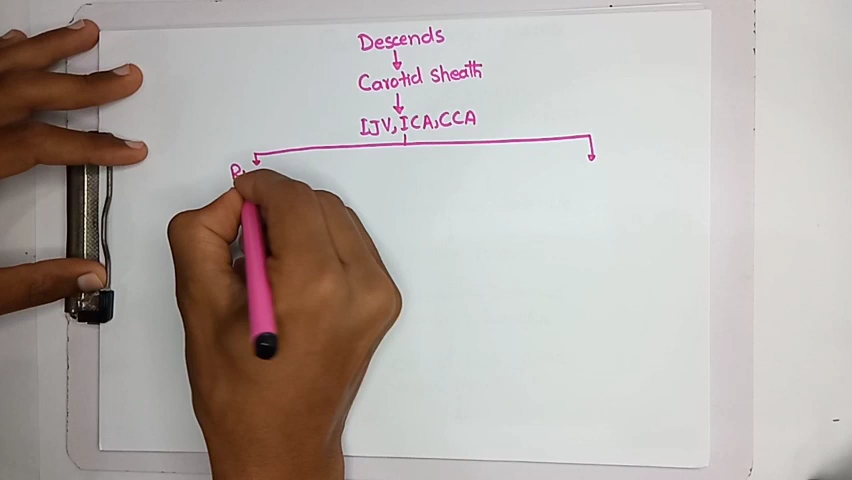 Descends
Carotid sheath
IJV, ICA, CCA